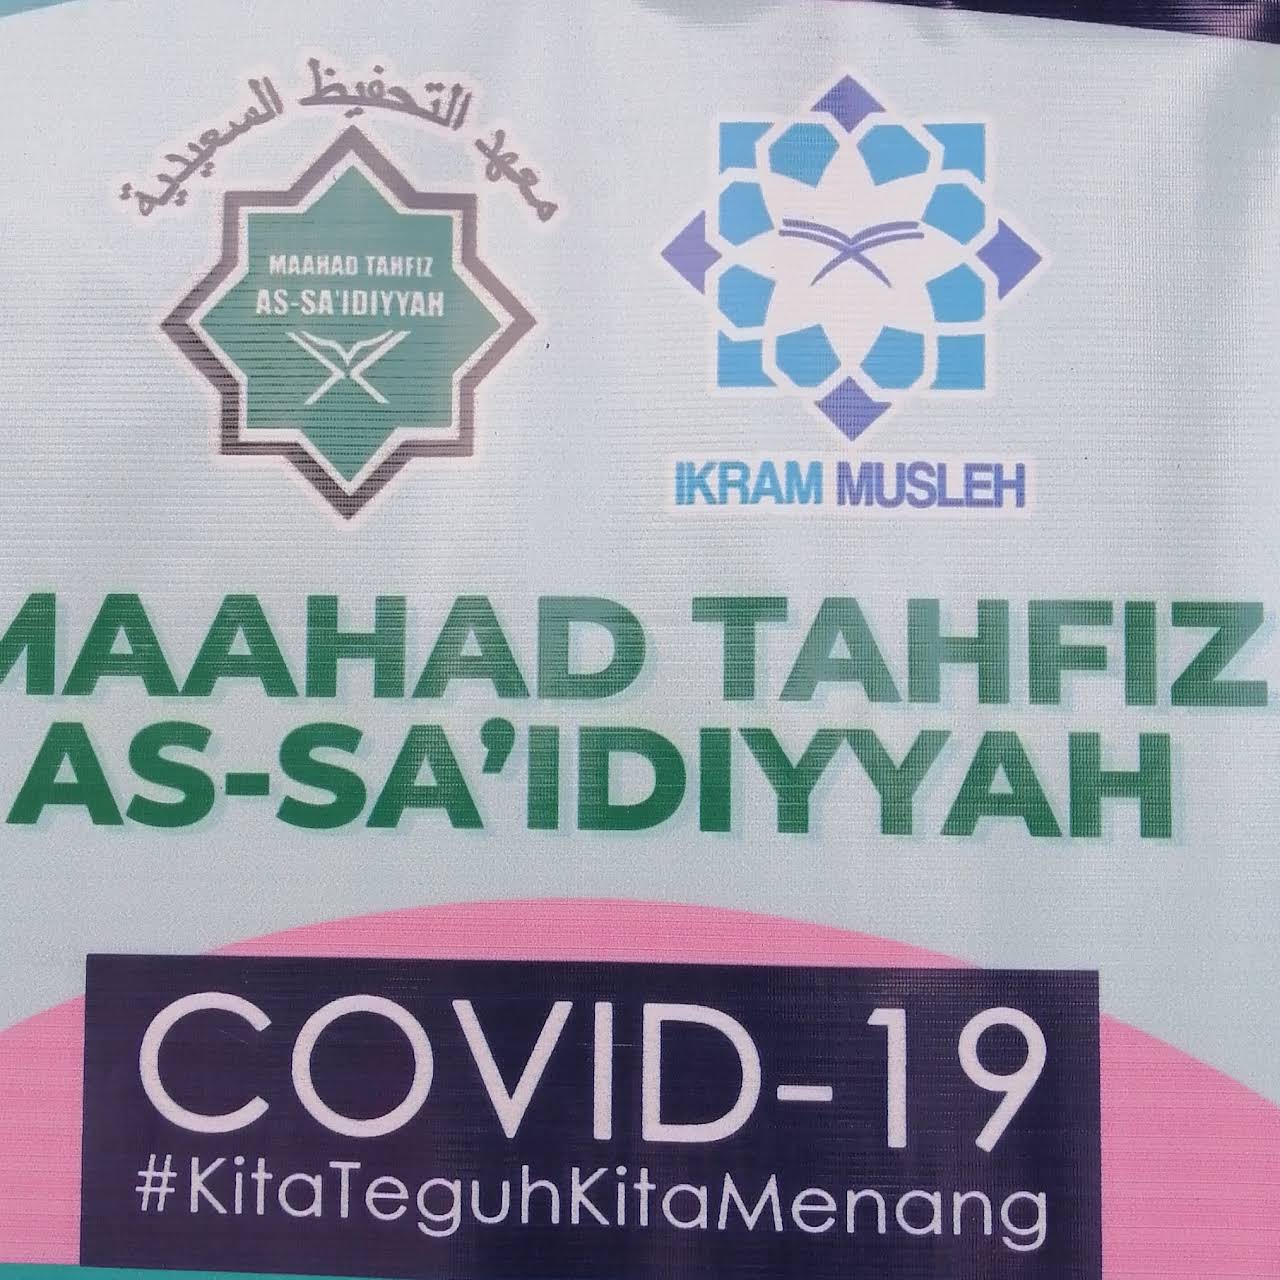 معهد التحفيظ السعيدية
MAAHAD TAHFIZ
AS-SA'IDIYYAH
IKRAM MUSLEH
MAAHAD TAHFIZ
AS-SA'IDIYYAH
COVID-19
#KitaTeguhKitaMenang